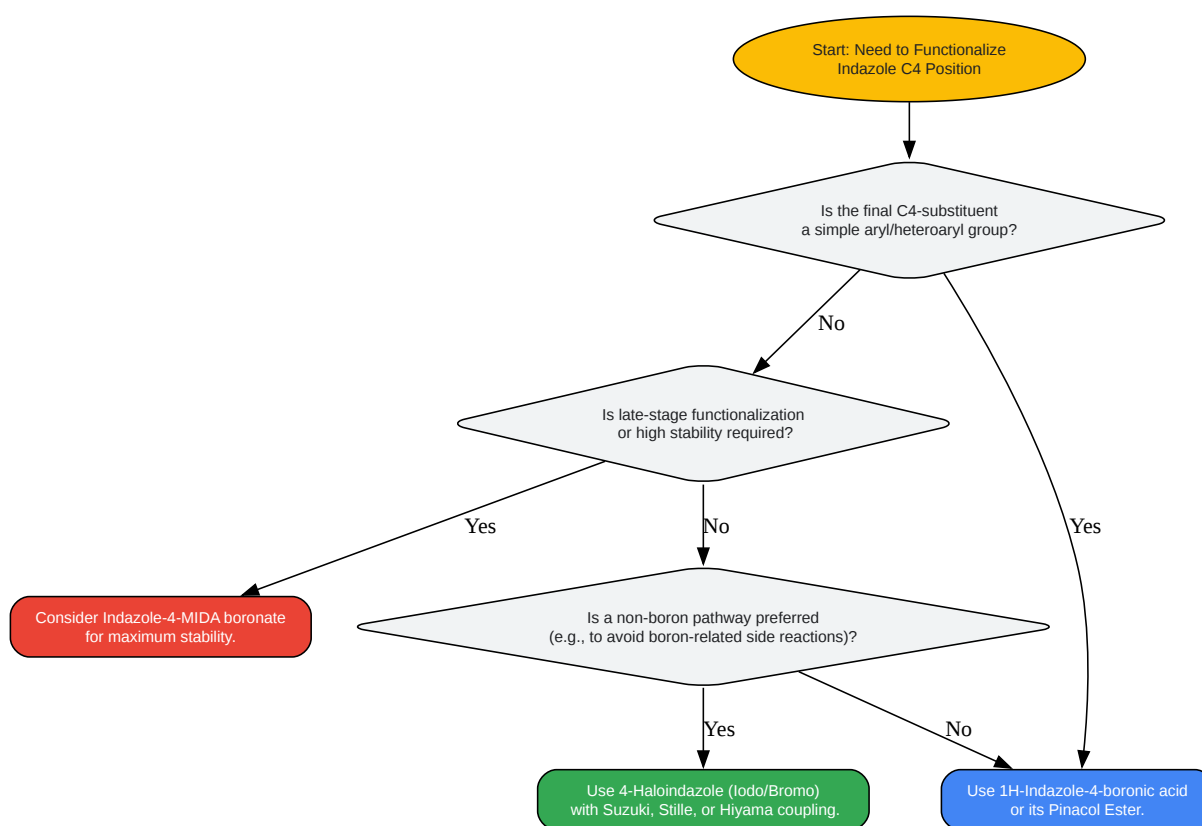 Start: Need to Functionalize
Indazole C4 Position
Is the final C4-substituent
a simple aryl/heteroaryl group?
No
Is late-stage functionalization
or high stability required?
Yes
No
Yes
Consider Indazole-4-MIDA boronate
for maximum stability.
Is a non-boron pathway preferred
(e.g., to avoid boron-related side reactions)?
Yes
No
Use 4-Haloindazole (Iodo/Bromo)
with Suzuki, Stille, or Hiyama coupling.
Use 1H-Indazole-4-boronic acid
or its Pinacol Ester.